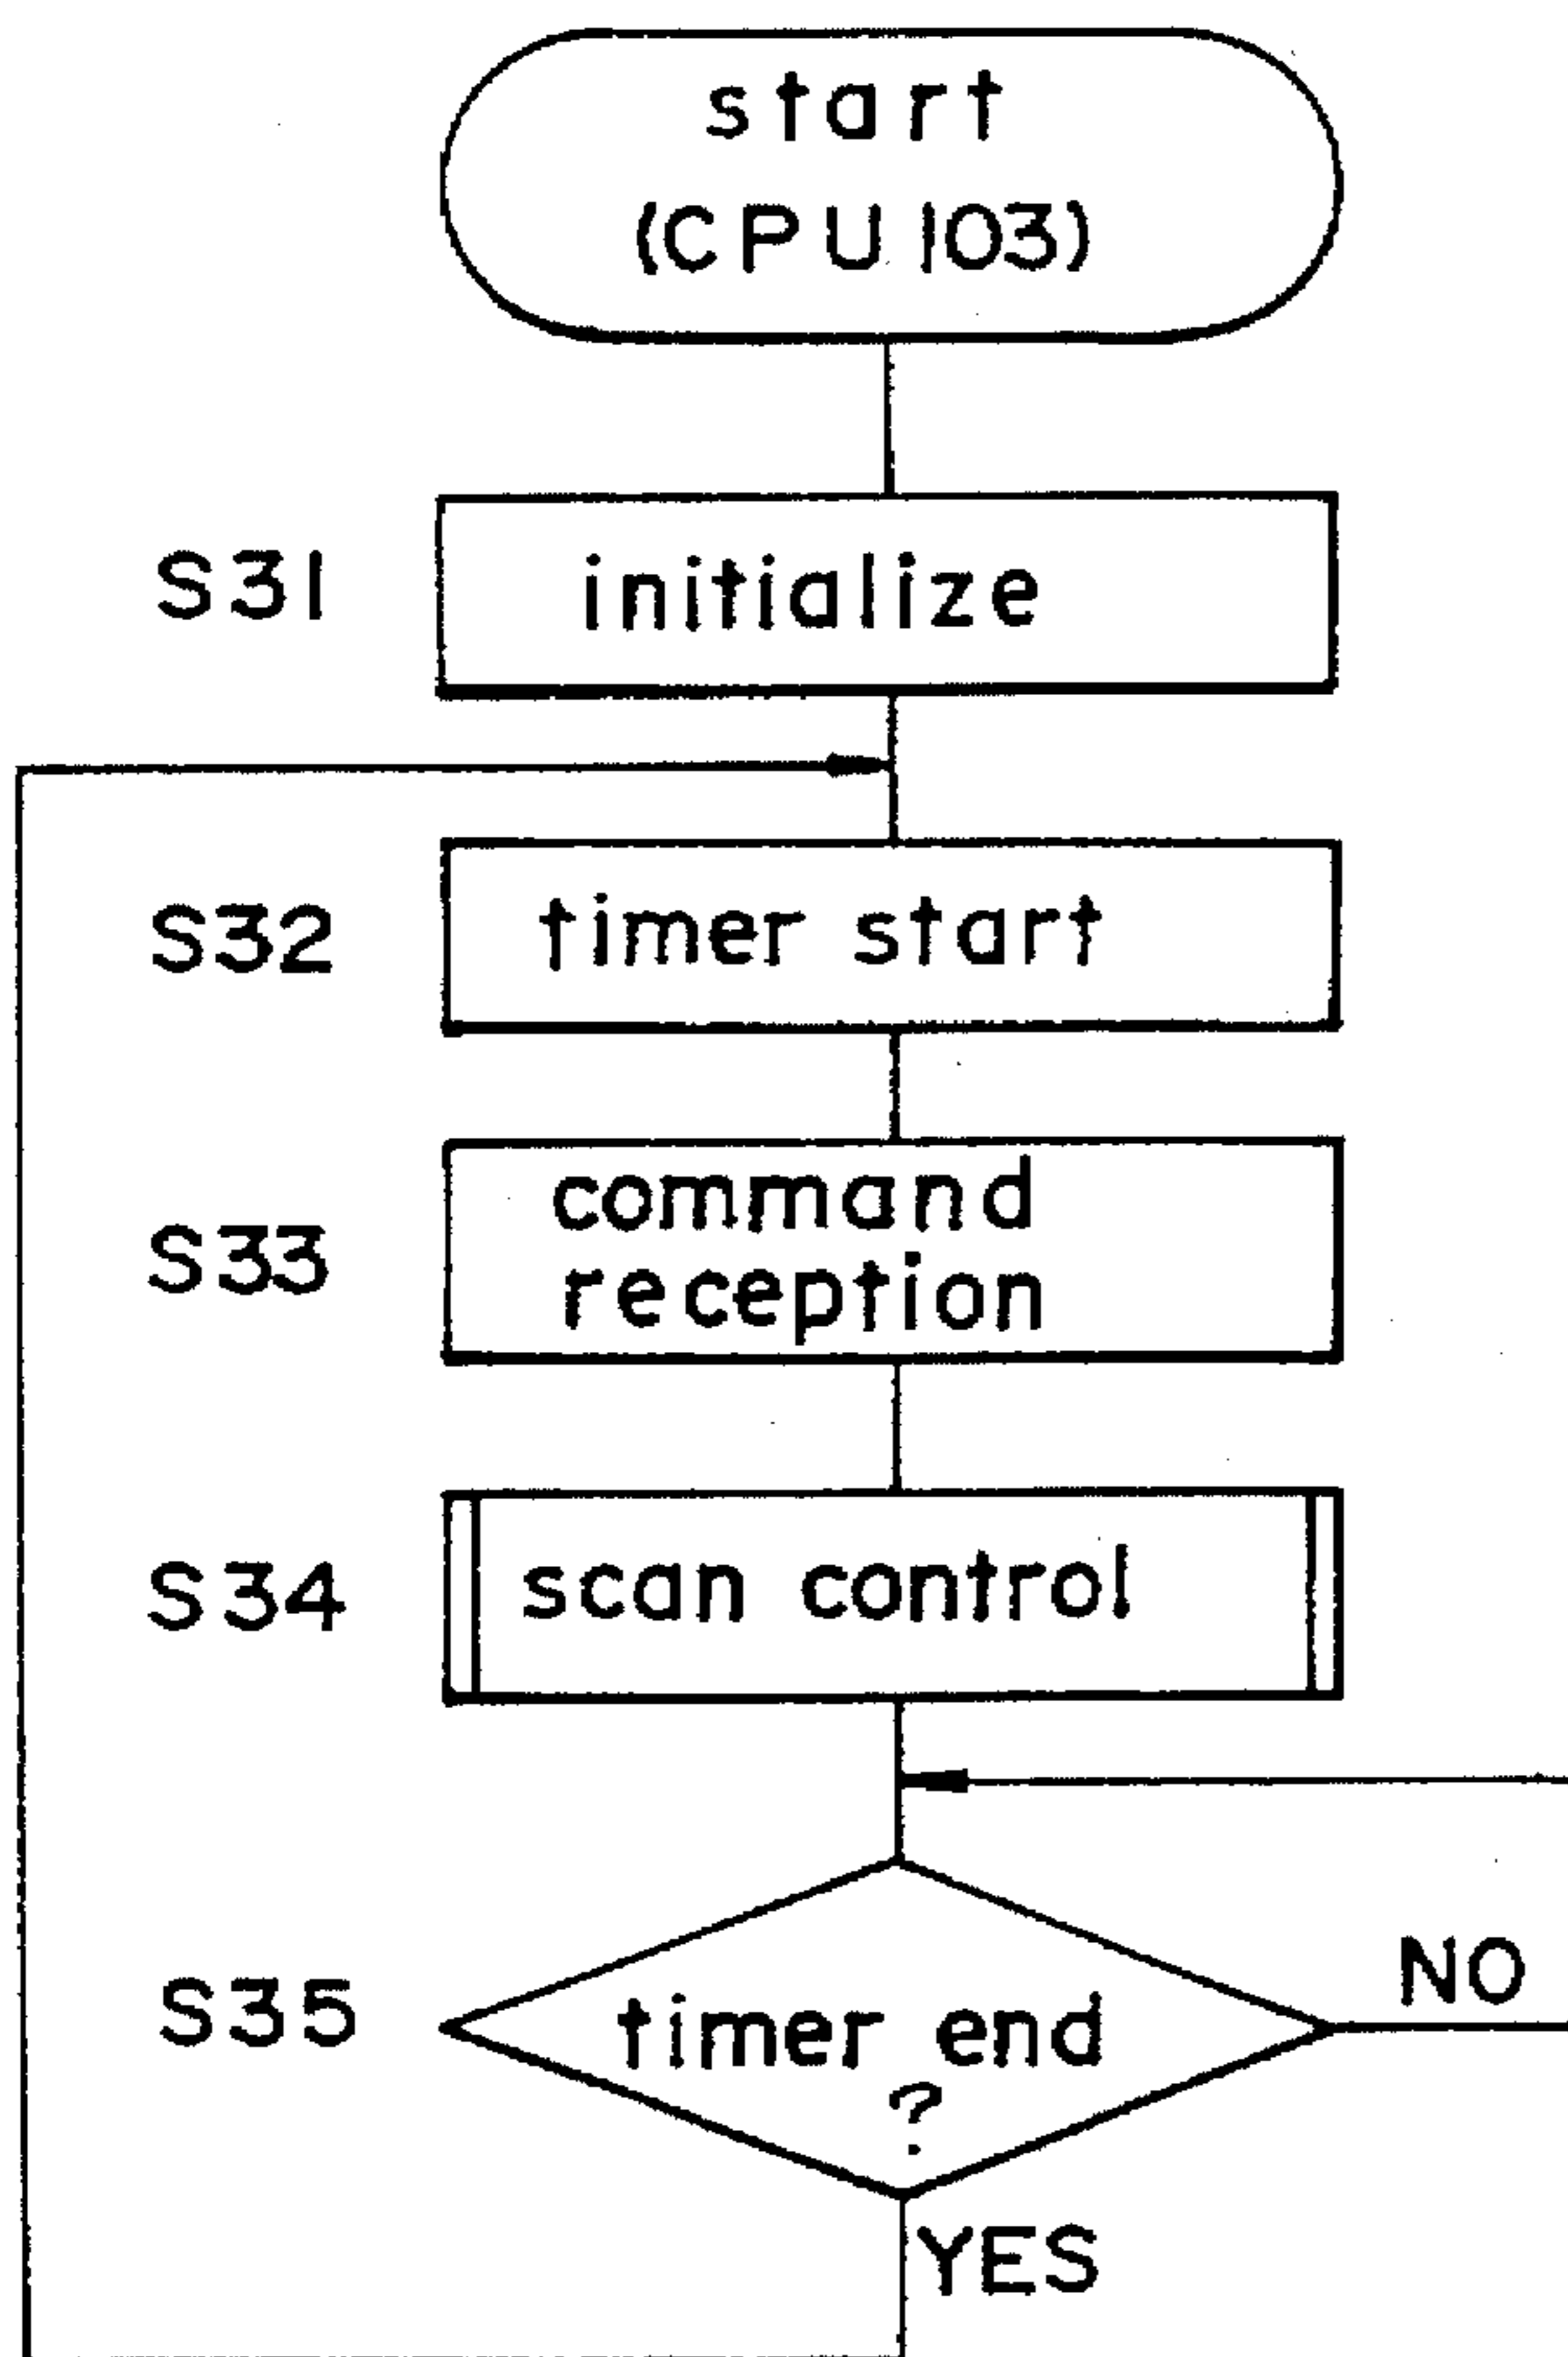 start
(CPU 103)
S31
initialize
S32
timer start
S33
command
reception
S34
scan control
S35
timer end
?
NO
YES